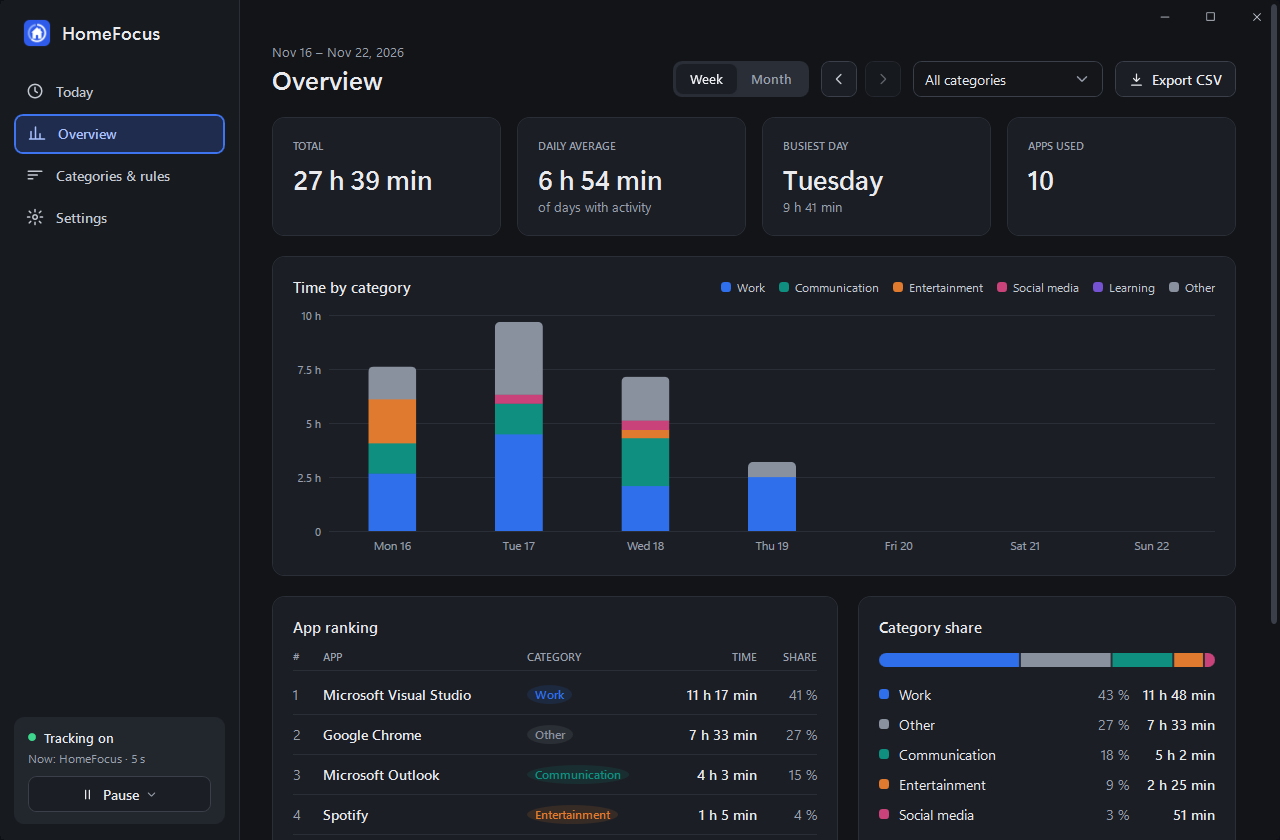 HomeFocus
Today
Overview
Categories & rules
Settings
Tracking on
Now: HomeFocus · 5 s
Pause
Nov 16 – Nov 22, 2026
Overview
Week
Month
All categories
Export CSV
TOTAL
27 h 39 min
DAILY AVERAGE
6 h 54 min
of days with activity
BUSIEST DAY
Tuesday
9 h 41 min
APPS USED
10
Time by category
Work Communication Entertainment Social media Learning Other
10 h
7.5 h
5 h
2.5 h
0
Mon 16 Tue 17 Wed 18 Thu 19 Fri 20 Sat 21 Sun 22
App ranking
# APP CATEGORY TIME SHARE
1 Microsoft Visual Studio Work 11 h 17 min 41 %
2 Google Chrome Other 7 h 33 min 27 %
3 Microsoft Outlook Communication 4 h 3 min 15 %
4 Spotify Entertainment 1 h 5 min 4 %
Category share
Work 43 % 11 h 48 min
Other 27 % 7 h 33 min
Communication 18 % 5 h 2 min
Entertainment 9 % 2 h 25 min
Social media 3 % 51 min